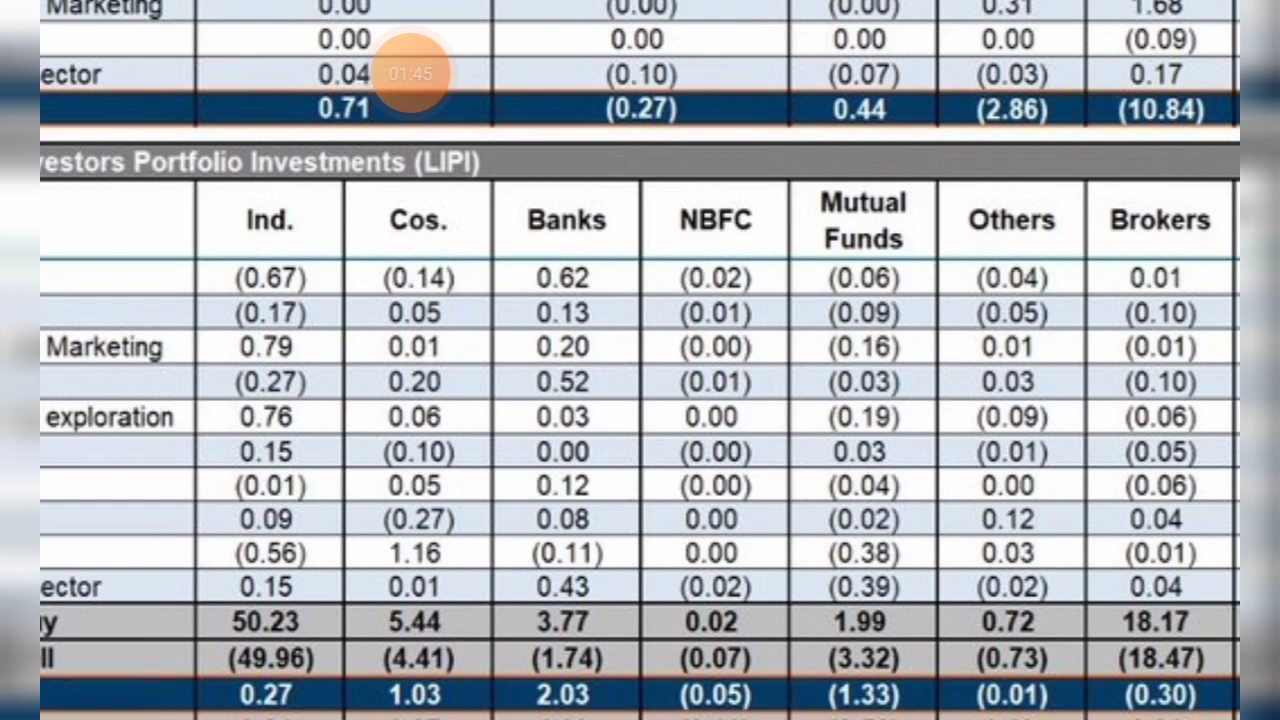 Marketing 0.00 (0.00) (0.00) 0.31 1.68
0.00 0.00 0.00 0.00 (0.09)
ector 0.04 01:45 (0.10) (0.07) (0.03) 0.17
0.71 (0.27) 0.44 (2.86) (10.84)
vestors Portfolio Investments (LIPI)
Ind. Cos. Banks NBFC Mutual Funds Others Brokers
(0.67) (0.14) 0.62 (0.02) (0.06) (0.04) 0.01
(0.17) 0.05 0.13 (0.01) (0.09) (0.05) (0.10)
Marketing 0.79 0.01 0.20 (0.00) (0.16) 0.01 (0.01)
(0.27) 0.20 0.52 (0.01) (0.03) 0.03 (0.10)
exploration 0.76 0.06 0.03 0.00 (0.19) (0.09) (0.06)
0.15 (0.10) 0.00 (0.00) 0.03 (0.01) (0.05)
(0.01) 0.05 0.12 (0.00) (0.04) 0.00 (0.06)
0.09 (0.27) 0.08 0.00 (0.02) 0.12 0.04
(0.56) 1.16 (0.11) 0.00 (0.38) 0.03 (0.01)
ector 0.15 0.01 0.43 (0.02) (0.39) (0.02) 0.04
y 50.23 5.44 3.77 0.02 1.99 0.72 18.17
ll (49.96) (4.41) (1.74) (0.07) (3.32) (0.73) (18.47)
0.27 1.03 2.03 (0.05) (1.33) (0.01) (0.30)